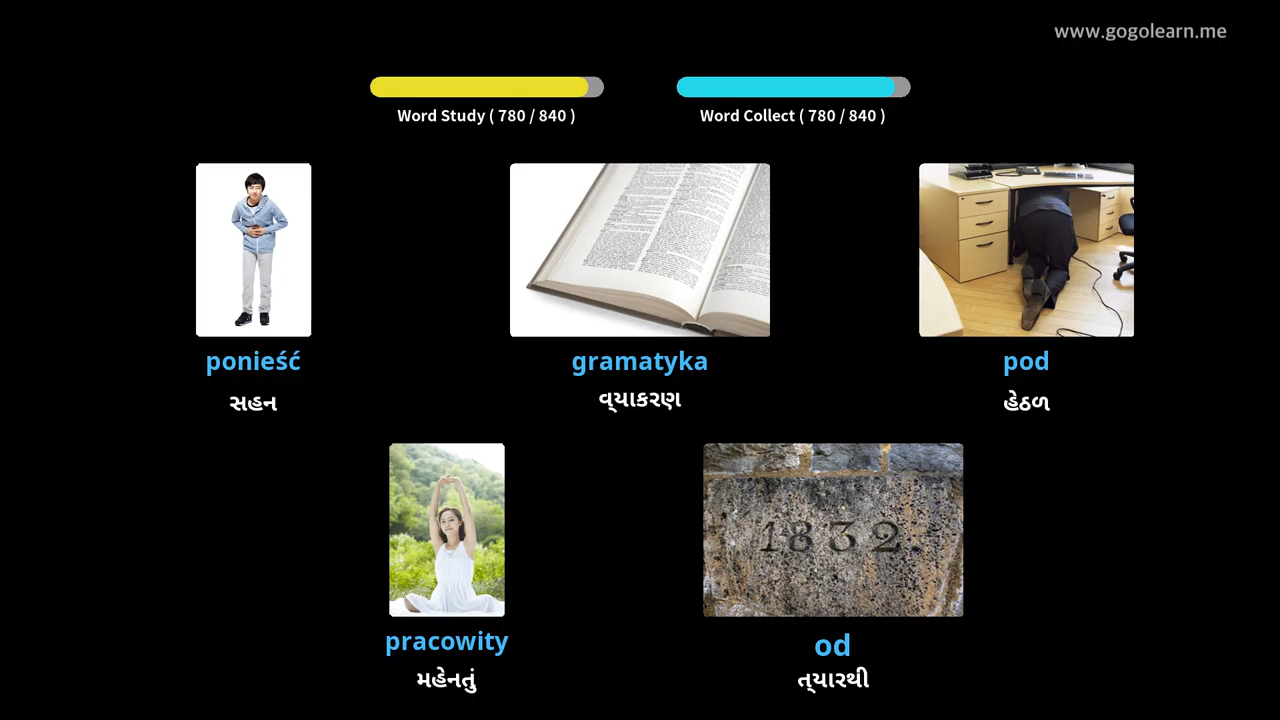 www.gogolearn.me
Word Study ( 780 / 840 )
Word Collect ( 780 / 840 )
ponieść
gramatyka
pod
સહન
વ્યાકરણ
હેઠળ
1832
pracowity
od
મહેનતું
ત્યારથી